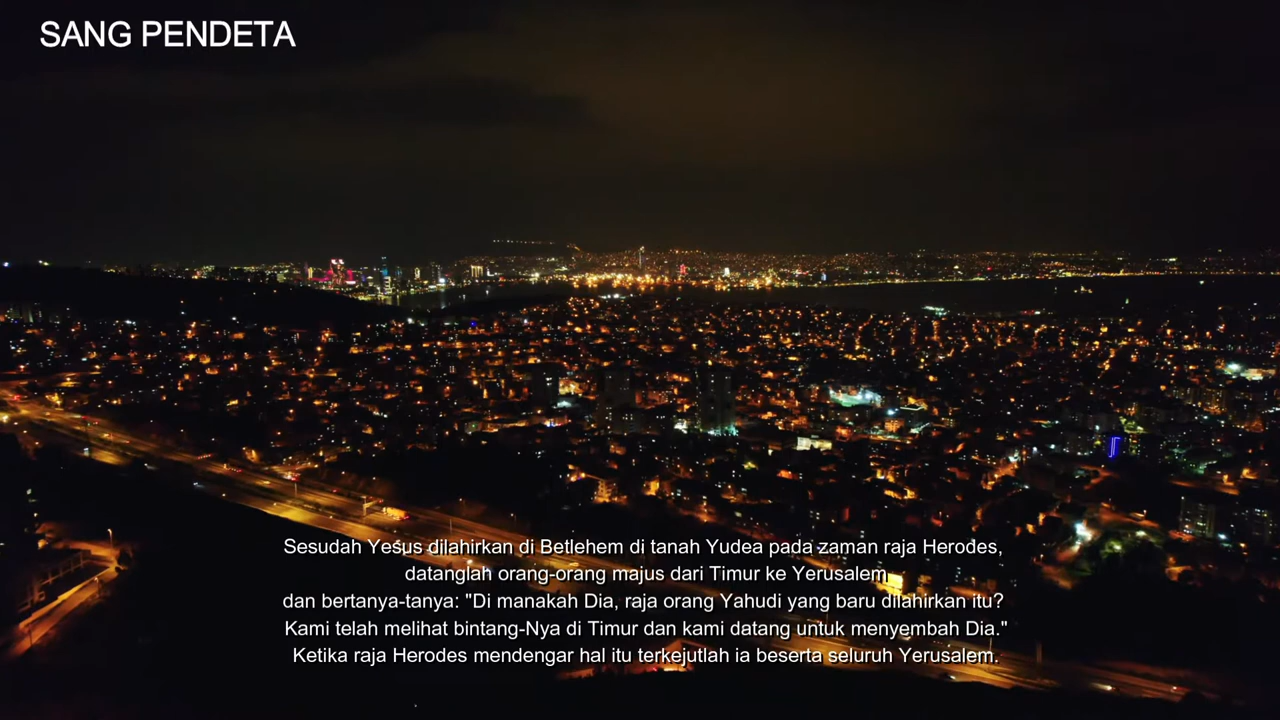 SANG PENDETA
Sesudah Yesus dilahirkan di Betlehem di tanah Yudea pada zaman raja Herodes,
datanglah orang-orang majus dari Timur ke Yerusalem
dan bertanya-tanya: "Di manakah Dia, raja orang Yahudi yang baru dilahirkan itu?
Kami telah melihat bintang-Nya di Timur dan kami datang untuk menyembah Dia."
Ketika raja Herodes mendengar hal itu terkejutlah ia beserta seluruh Yerusalem.